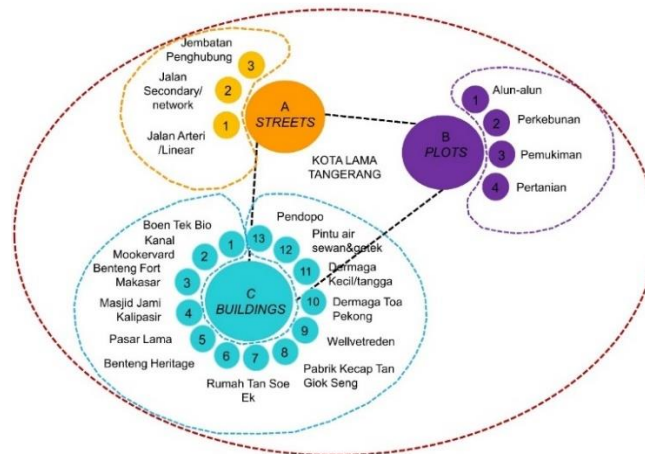 Jembatan
Penghubung
3
Jalan
Secondary/
network
2
Jalan Arteri
/Linear
1
A
STREETS
KOTA LAMA
TANGERANG
B
PLOTS
1
Alun-alun
2
Perkebunan
3
Pemukiman
4
Pertanian
C
BUILDINGS
Boen Tek Bio
1
Kanal
Mookervard
2
Benteng Fort
Makasar
3
Masjid Jami
Kalipasir
4
Pasar Lama
5
Benteng Heritage
6
Rumah Tan Soe
Ek
7
8
Pabrik Kecap Tan
Giok Seng
9
Wellvetreden
10
Dermaga Toa
Pekong
11
Dermaga
Kecil/tangga
12
Pintu air
sewan&getek
13
Pendopo